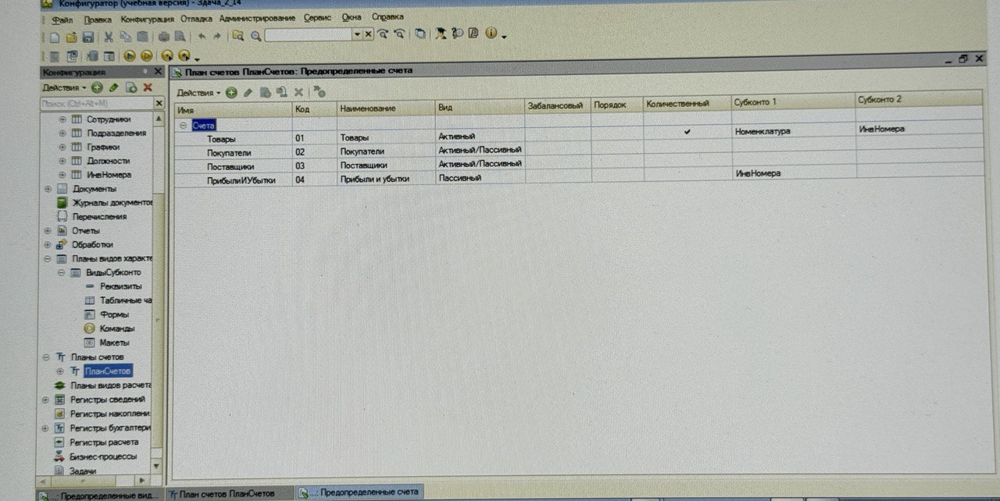 Конфигуратор (учебная версия) - Здача_2_14
Файл Правка Конфигурация Отладка Администрирование Сервис Окна Справка
Конфигурация
Действия
Поиск (Ctrl+Alt+M)
Сотрудники
Подразделения
Графики
Должности
ИнвНомера
Документы
Журналы документов
Перечисления
Отчеты
Обработки
Планы видов характе
ВидыСубконто
Реквизиты
Табличные ча
Формы
Команды
Макеты
Планы счетов
ПланСчетов
Планы видов расчета
Регистры сведений
Регистры накоплени
Регистры бухгалтери
Регистры расчета
Бизнес-процессы
Задачи
План счетов ПланСчетов: Предопределенные счета
Действия
Имя Код Наименование Вид Забалансовый Порядок Количественный Субконто 1 Субконто 2
Счета
Товары 01 Товары Активный ✓ Номенклатура ИнвНомера
Покупатели 02 Покупатели Активный/Пассивный
Поставщики 03 Поставщики Активный/Пассивный
ПрибылиИУбытки 04 Прибыли и убытки Пассивный ИнвНомера
...: Предопределенные вид... План счетов ПланСчетов ...: Предопределенные счета